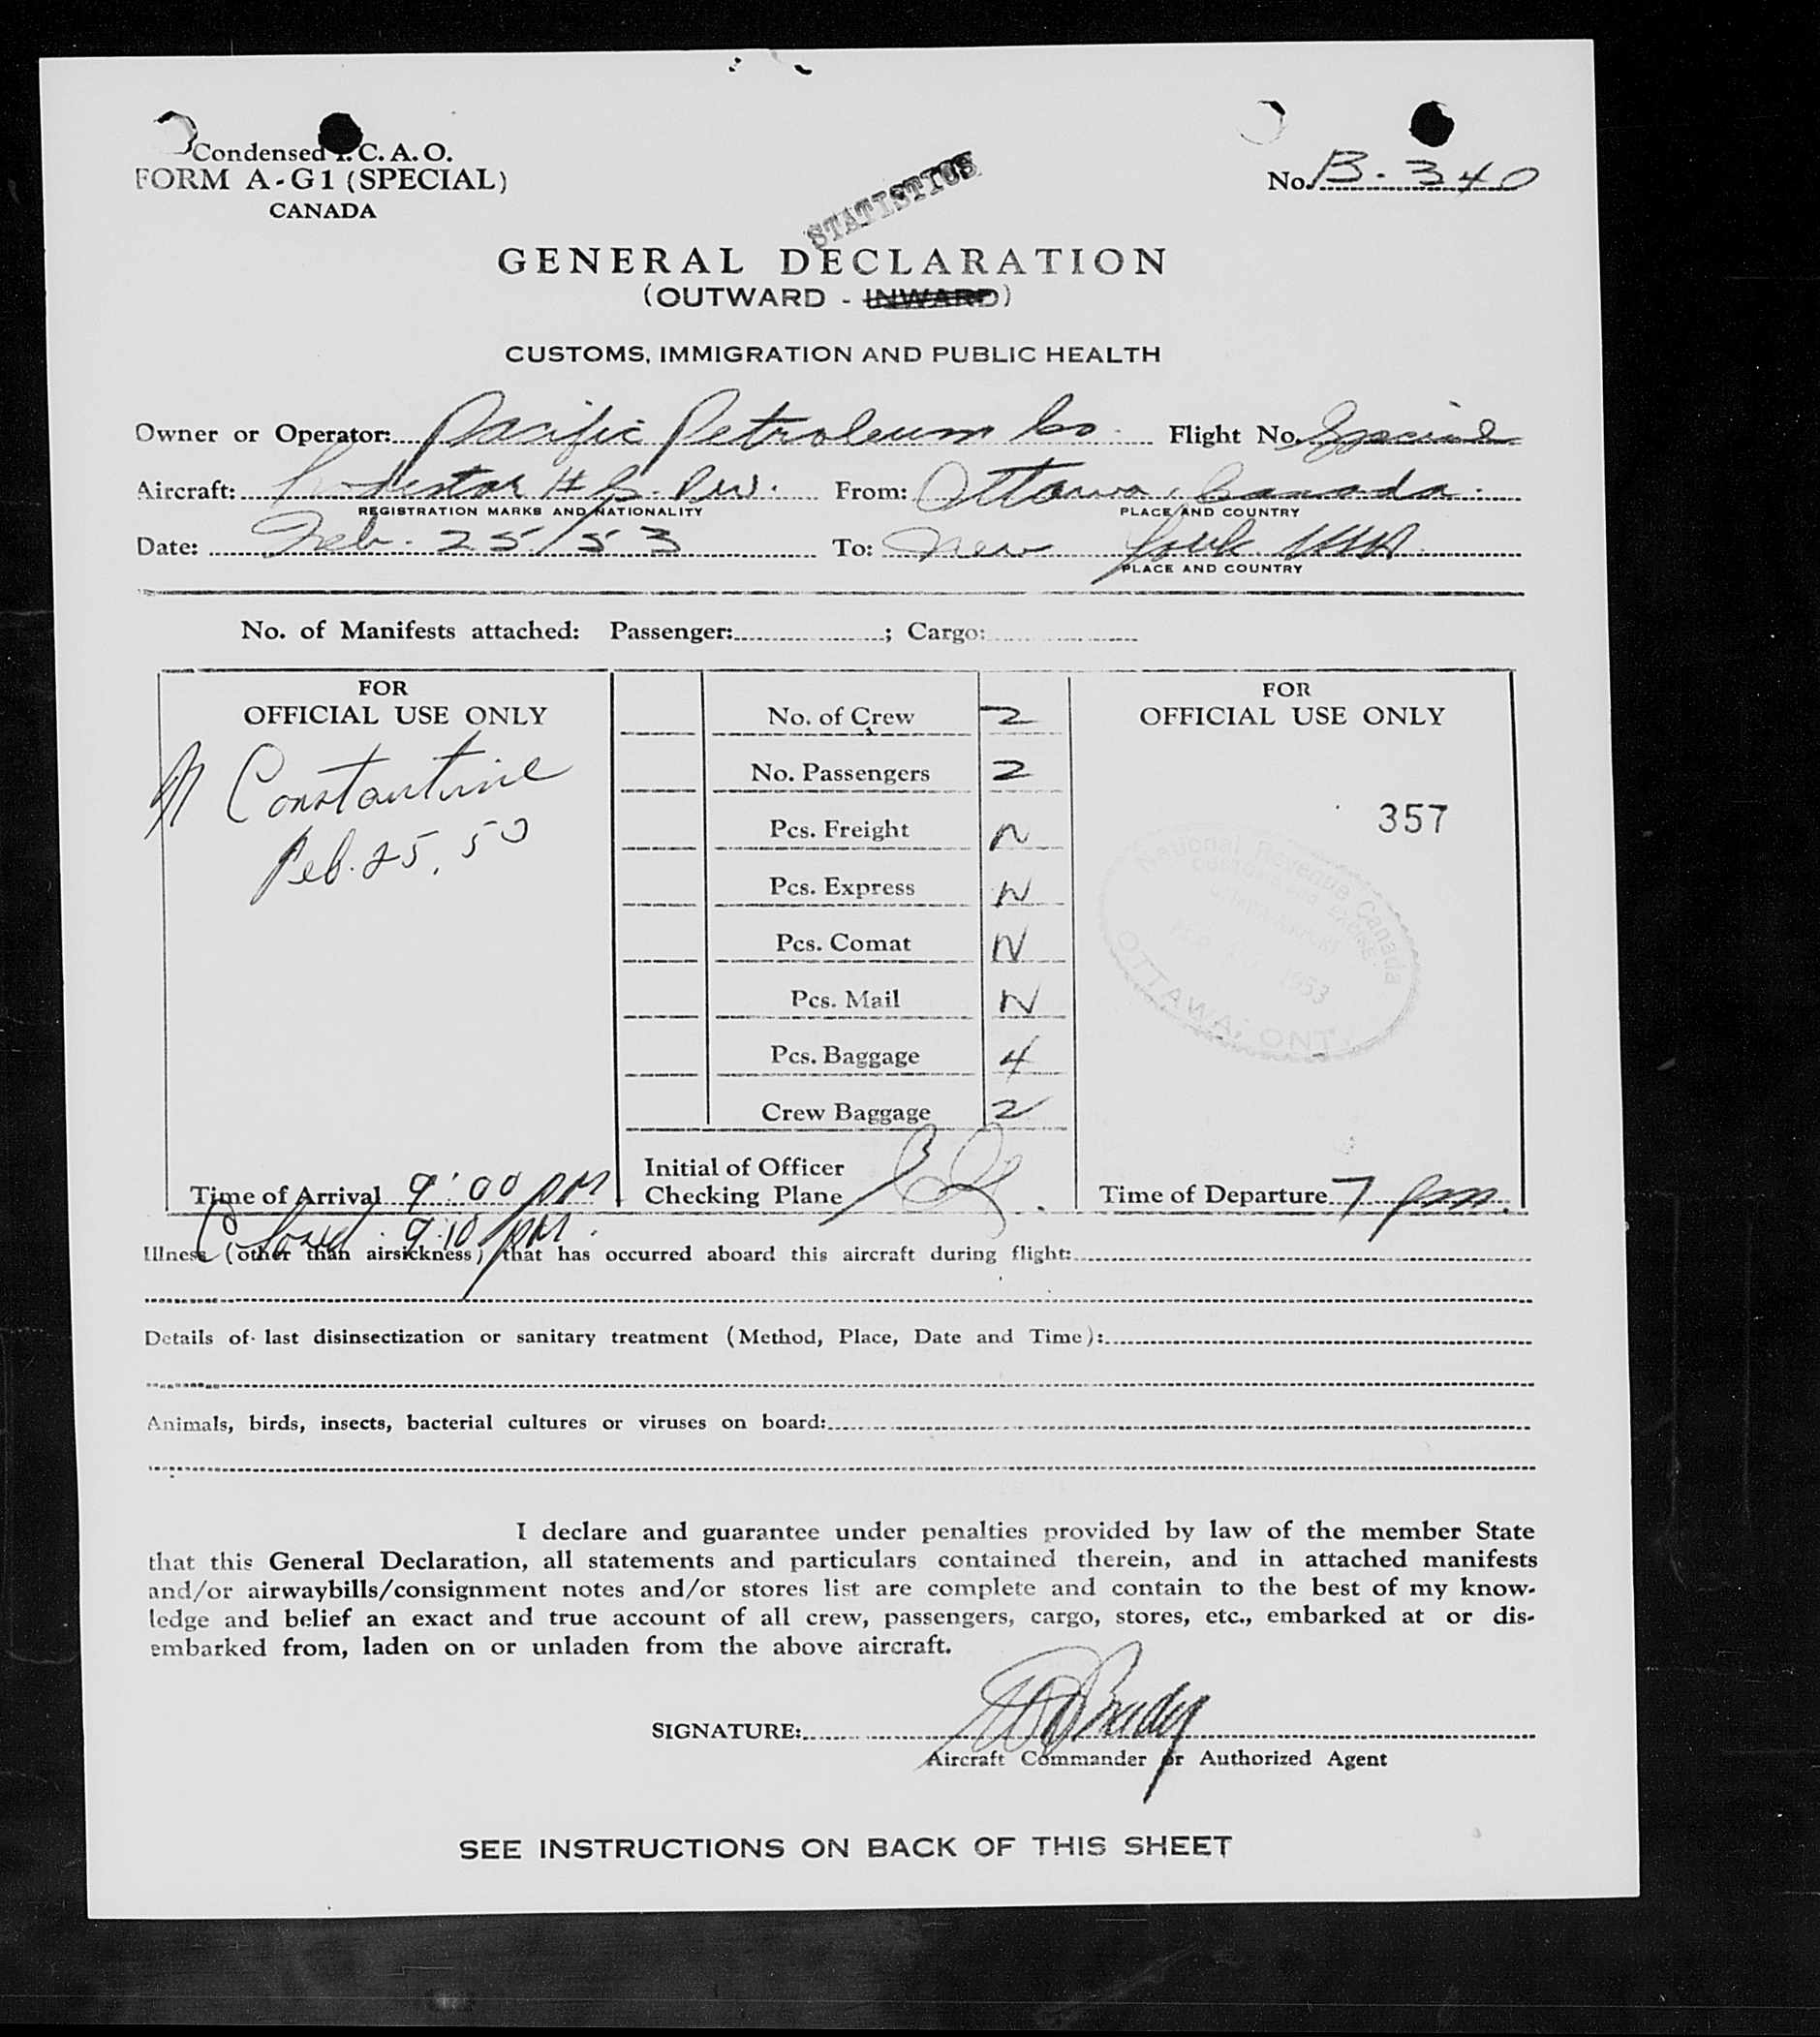 Condensed I. C. A. O.
FORM A-G1 (SPECIAL)
CANADA
No. B. 340
STATISTICS
GENERAL DECLARATION
(OUTWARD - INWARD)
CUSTOMS, IMMIGRATION AND PUBLIC HEALTH
Owner or Operator: Pacific Petroleum Co. Flight No. Special
Aircraft: Lodestar # From: Ottawa, Canada.
REGISTRATION MARKS AND NATIONALITY PLACE AND COUNTRY
Date: Feb. 25/53 To: New York USA.
PLACE AND COUNTRY
No. of Manifests attached: Passenger: ; Cargo:
FOR
OFFICIAL USE ONLY
Constantine
Feb. 25, 53
Time of Arrival 9:00 PM
Closed 9:10 PM.
No. of Crew 2
No. Passengers 2
Pcs. Freight N
Pcs. Express N
Pcs. Comat N
Pcs. Mail N
Pcs. Baggage 4
Crew Baggage 2
Initial of Officer
Checking Plane
FOR
OFFICIAL USE ONLY
357
National Revenue Canada
1953
OTTAWA, ONT.
Time of Departure 7 pm.
Illness (other than airsickness) that has occurred aboard this aircraft during flight:
Details of last disinsectization or sanitary treatment (Method, Place, Date and Time):
Animals, birds, insects, bacterial cultures or viruses on board:
I declare and guarantee under penalties provided by law of the member State
that this General Declaration, all statements and particulars contained therein, and in attached manifests
and/or airwaybills/consignment notes and/or stores list are complete and contain to the best of my know-
ledge and belief an exact and true account of all crew, passengers, cargo, stores, etc., embarked at or dis-
embarked from, laden on or unladen from the above aircraft.
SIGNATURE:
Aircraft Commander or Authorized Agent
SEE INSTRUCTIONS ON BACK OF THIS SHEET